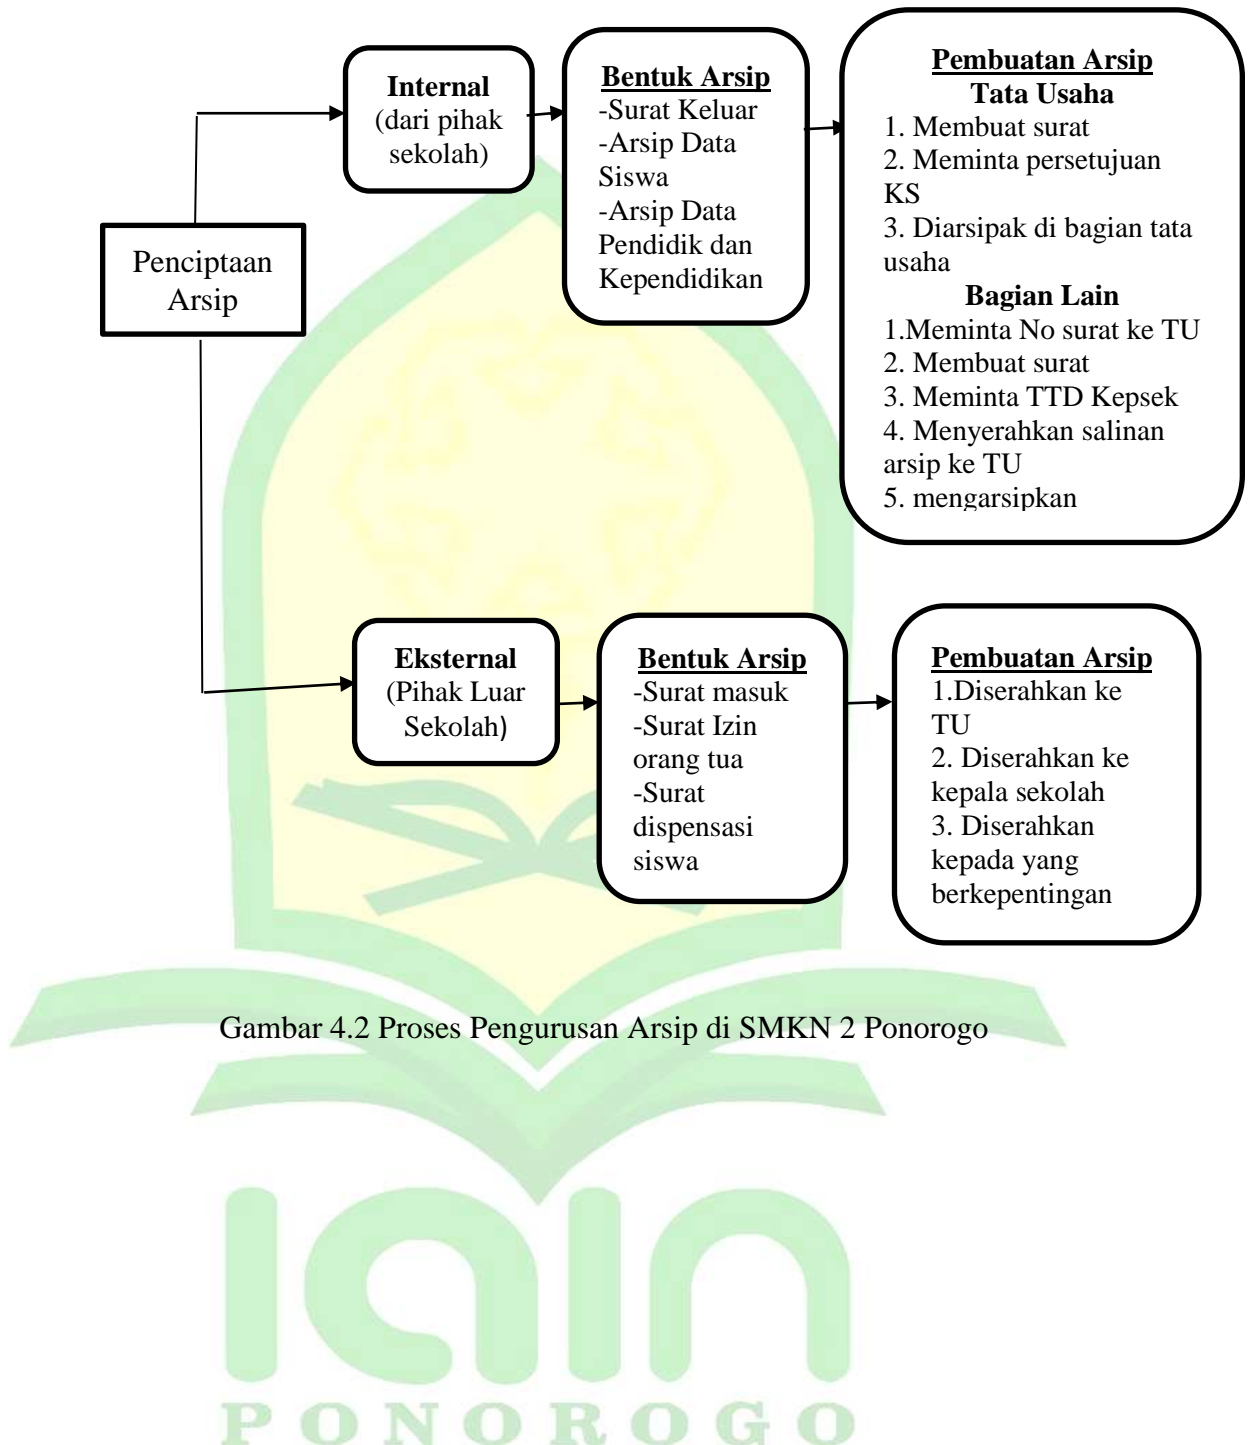 Internal
(dari pihak
sekolah)
Bentuk Arsip
-Surat Keluar
-Arsip Data
Siswa
-Arsip Data
Pendidik dan
Kependidikan
Pembuatan Arsip
Tata Usaha
1. Membuat surat
2. Meminta persetujuan
KS
3. Diarsipak di bagian tata
usaha
Bagian Lain
1.Meminta No surat ke TU
2. Membuat surat
3. Meminta TTD Kepsek
4. Menyerahkan salinan
arsip ke TU
5. mengarsipkan
Penciptaan
Arsip
Eksternal
(Pihak Luar
Sekolah)
Bentuk Arsip
-Surat masuk
-Surat Izin
orang tua
-Surat
dispensasi
siswa
Pembuatan Arsip
1.Diserahkan ke
TU
2. Diserahkan ke
kepala sekolah
3. Diserahkan
kepada yang
berkepentingan
Gambar 4.2 Proses Pengurusan Arsip di SMKN 2 Ponorogo
iain
PONOROGO